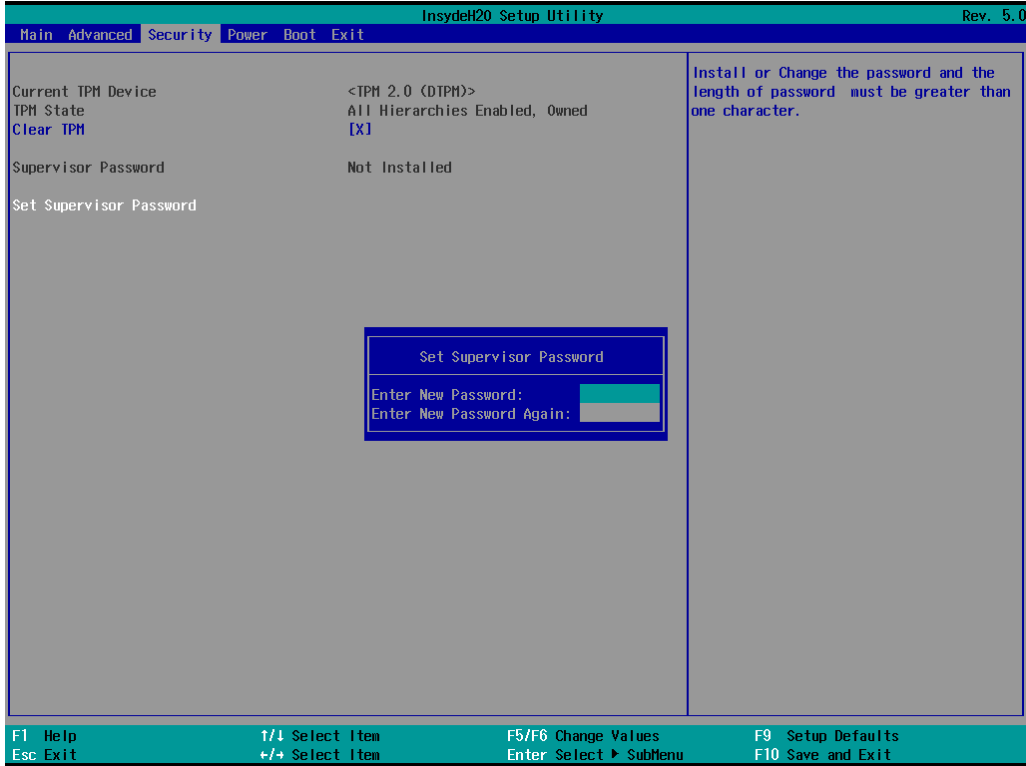 InsydeH20 Setup Utility Rev. 5.0
Main Advanced Security Power Boot Exit
Current TPM Device <TPM 2.0 (DTPM)>
TPM State All Hierarchies Enabled, Owned
Clear TPM [X]
Supervisor Password Not Installed
Set Supervisor Password
Install or Change the password and the
length of password must be greater than
one character.
Set Supervisor Password
Enter New Password:
Enter New Password Again:
F1 Help ↑/↓ Select Item F5/F6 Change Values F9 Setup Defaults
Esc Exit ←/→ Select Item Enter Select ▶ SubMenu F10 Save and Exit